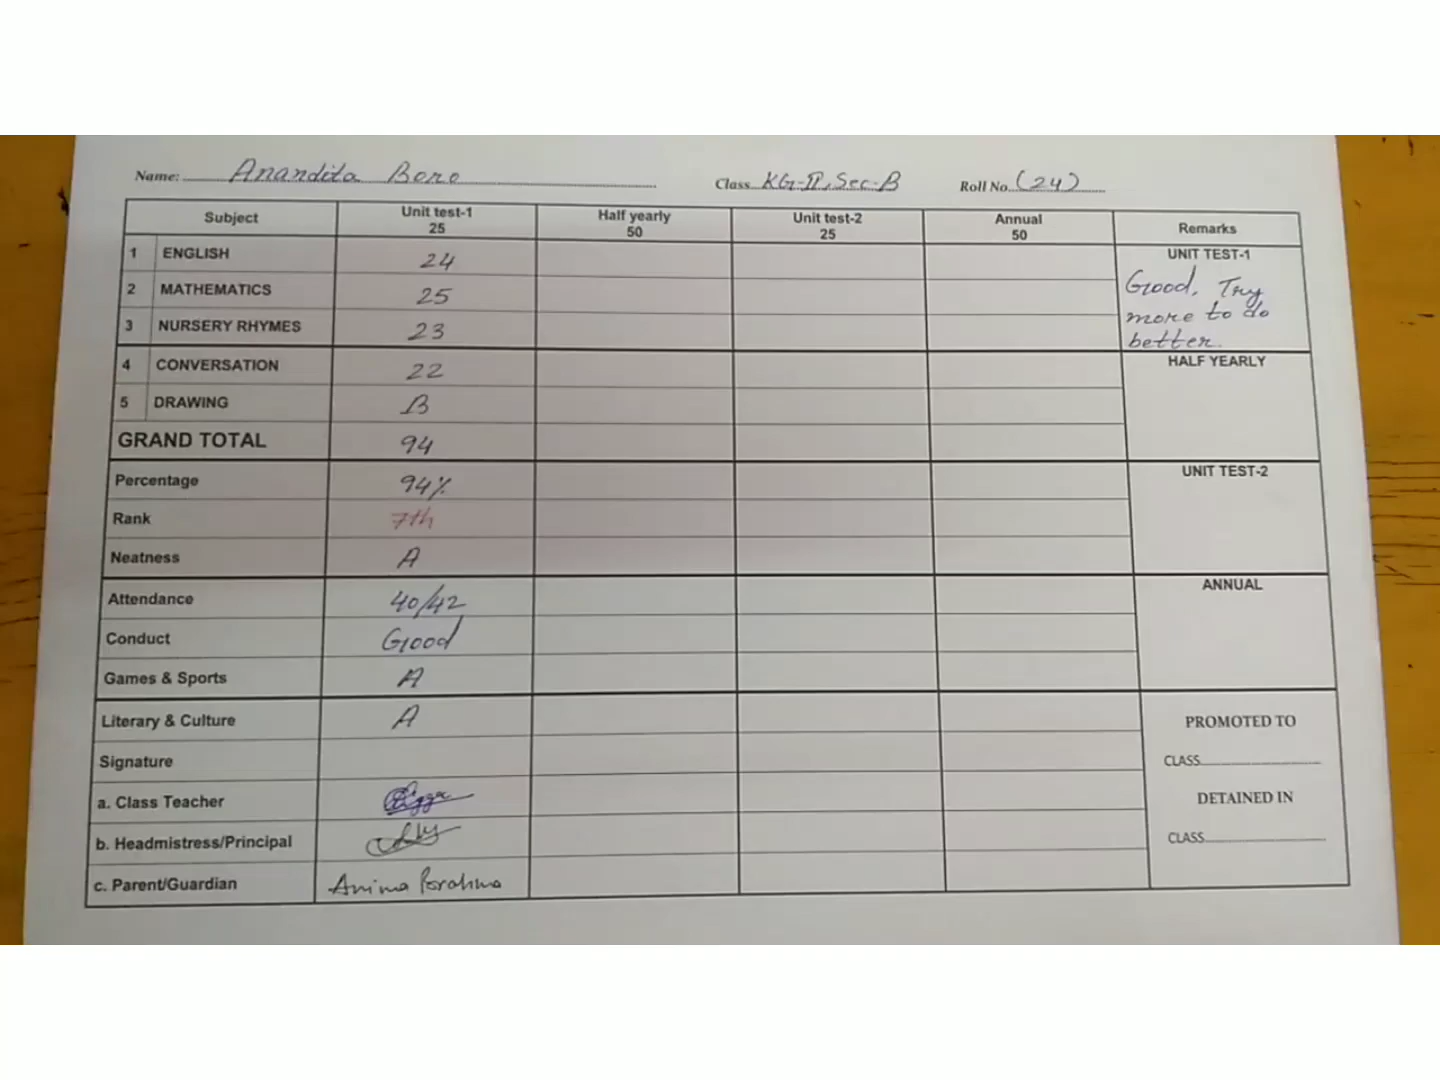 Name: Anandita Boro Class KG-II, Sec-B Roll No. (24)
Subject Unit test-1 25 Half yearly 50 Unit test-2 25 Annual 50 Remarks
1 ENGLISH 24 UNIT TEST-1
2 MATHEMATICS 25 Good. Try
more to do
3 NURSERY RHYMES 23 better.
4 CONVERSATION 22 HALF YEARLY
5 DRAWING B
GRAND TOTAL 94
Percentage 94% UNIT TEST-2
Rank 7th
Neatness A
Attendance 40/42 ANNUAL
Conduct Good
Games & Sports A
Literary & Culture A PROMOTED TO
Signature CLASS
a. Class Teacher DETAINED IN
b. Headmistress/Principal CLASS
c. Parent/Guardian Anima Brahma